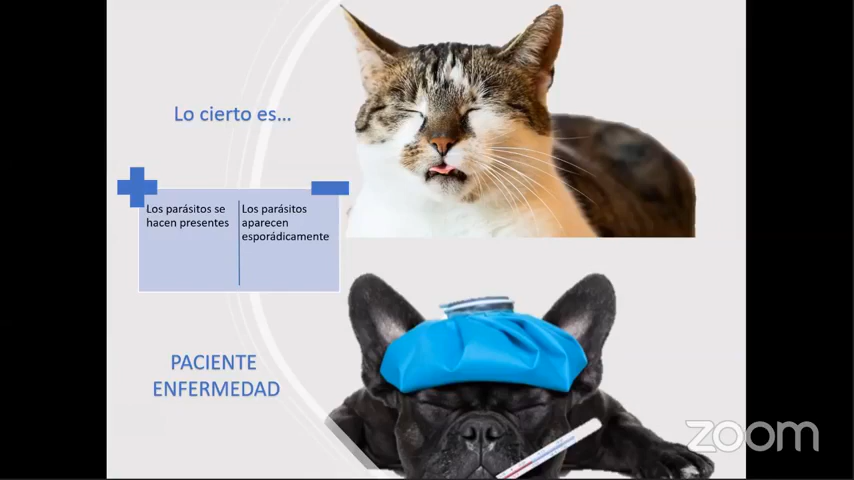 Lo cierto es...
Los parásitos se
hacen presentes
Los parásitos
aparecen
esporádicamente
PACIENTE
ENFERMEDAD
zoom